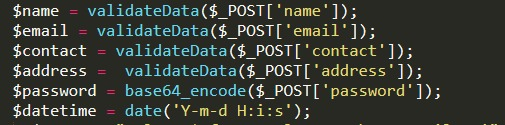 $name = validateData($_POST['name']);
$email = validateData($_POST['email']);
$contact = validateData($_POST['contact']);
$address =  validateData($_POST['address']);
$password = base64_encode($_POST['password']);
$datetime = date('Y-m-d H:i:s');